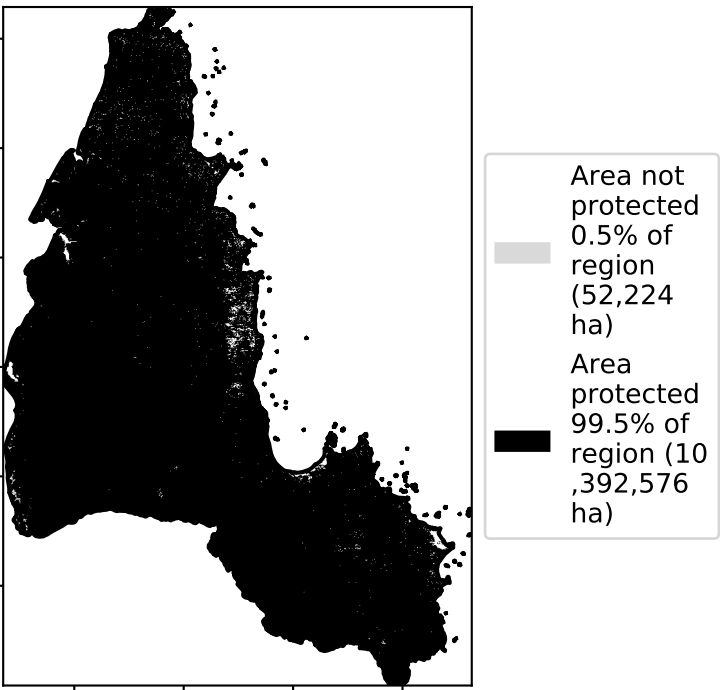 Area not
protected
0.5% of
region
(52,224
ha)
Area
protected
99.5% of
region (10
,392,576
ha)